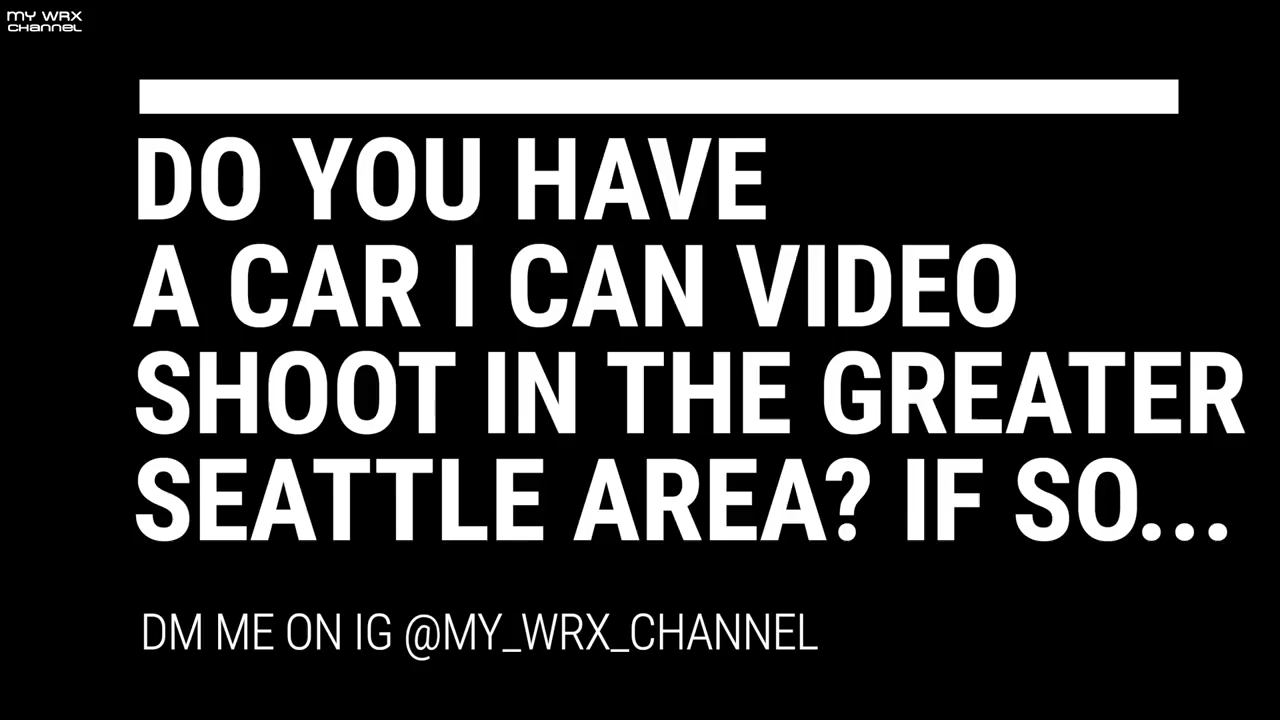 MY WRX
CHANNEL
DO YOU HAVE
A CAR I CAN VIDEO
SHOOT IN THE GREATER
SEATTLE AREA? IF SO...
DM ME ON IG @MY_WRX_CHANNEL